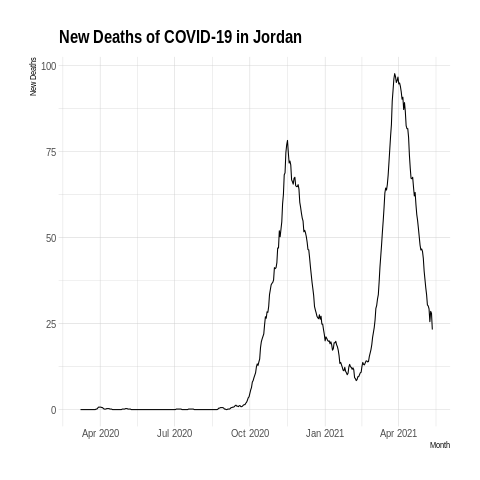 New Deaths of COVID-19 in Jordan
New Deaths
100
75
50
25
0
Apr 2020 Jul 2020 Oct 2020 Jan 2021 Apr 2021
Month